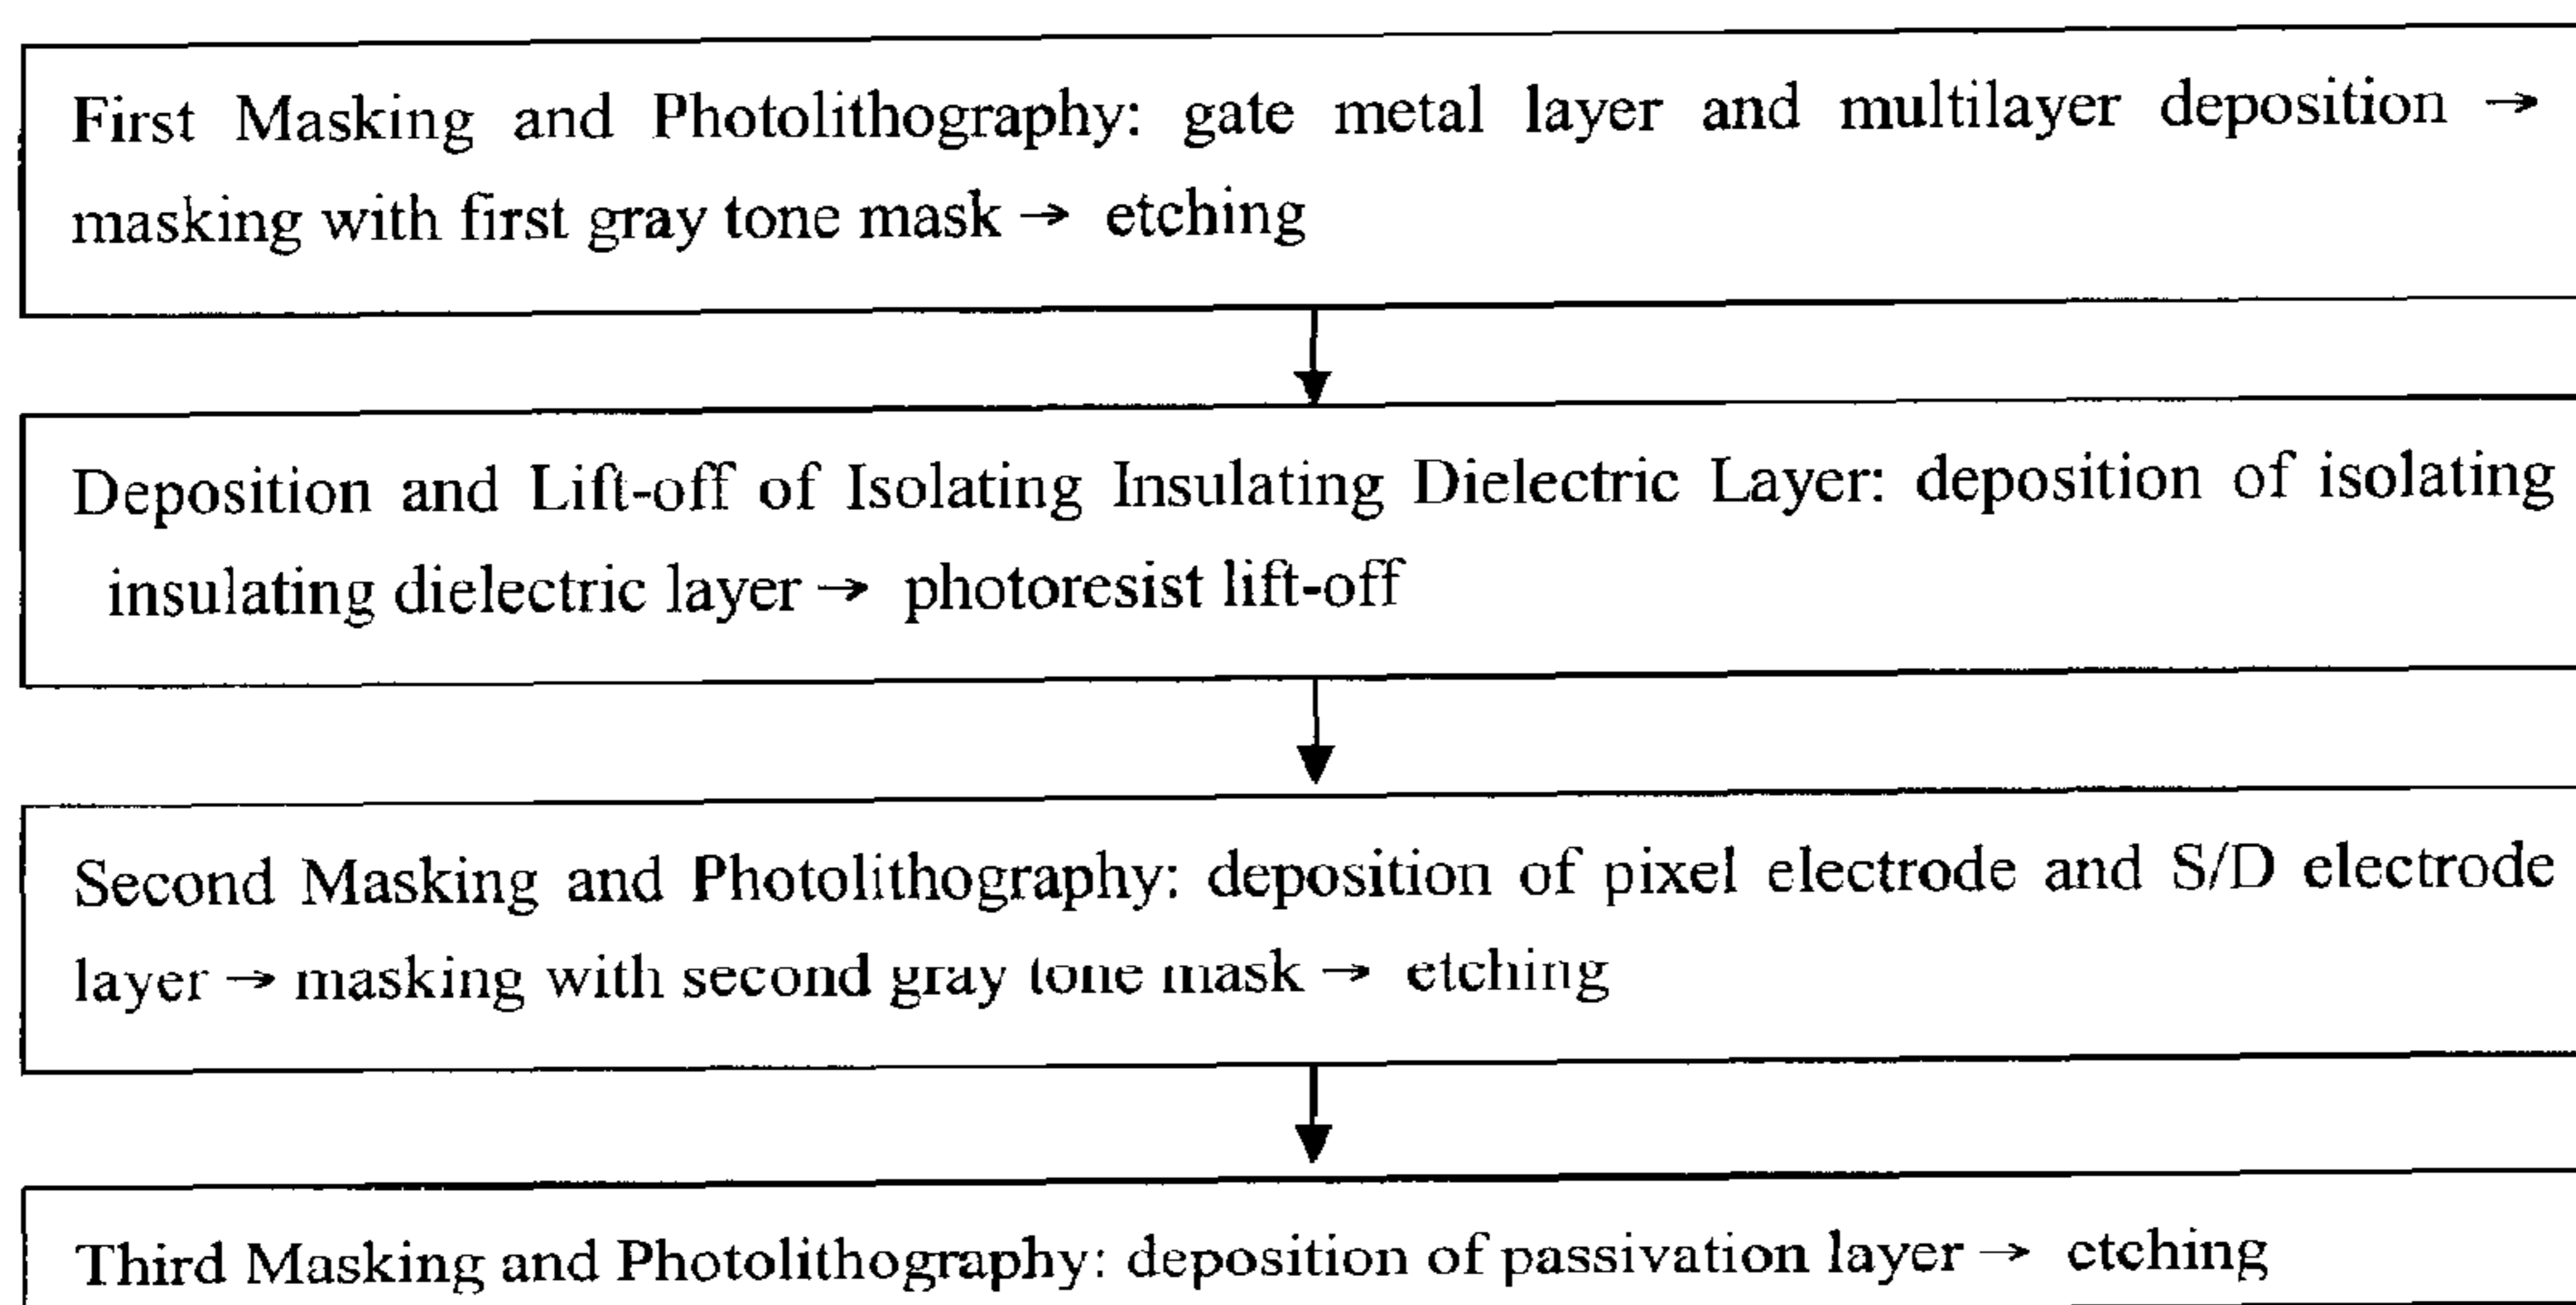 First Masking and Photolithography: gate metal layer and multilayer deposition →
masking with first gray tone mask → etching
Deposition and Lift-off of Isolating Insulating Dielectric Layer: deposition of isolating
insulating dielectric layer → photoresist lift-off
Second Masking and Photolithography: deposition of pixel electrode and S/D electrode
layer → masking with second gray tone mask → etching
Third Masking and Photolithography: deposition of passivation layer → etching